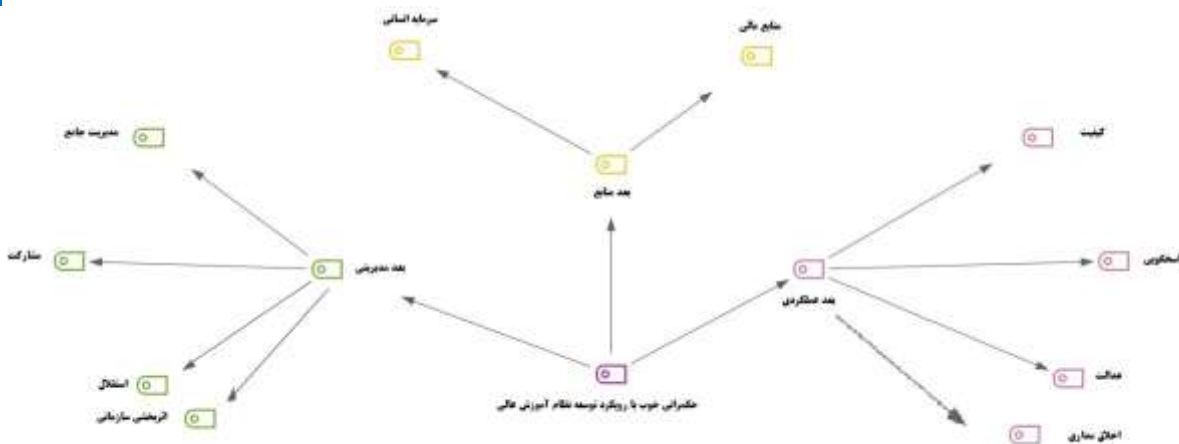 سرمایه انسانی
منابع مالی
مدیریت جامع
کیفیت
بعد منابع
مشارکت
بعد مدیریتی
اسخگویی
بعد عملکردی
عدالت
استقلال
حکمرانی خوب با رویکرد توسعه نظام آموزش عالی
اثربخشی سازمانی
اخلاق مداری